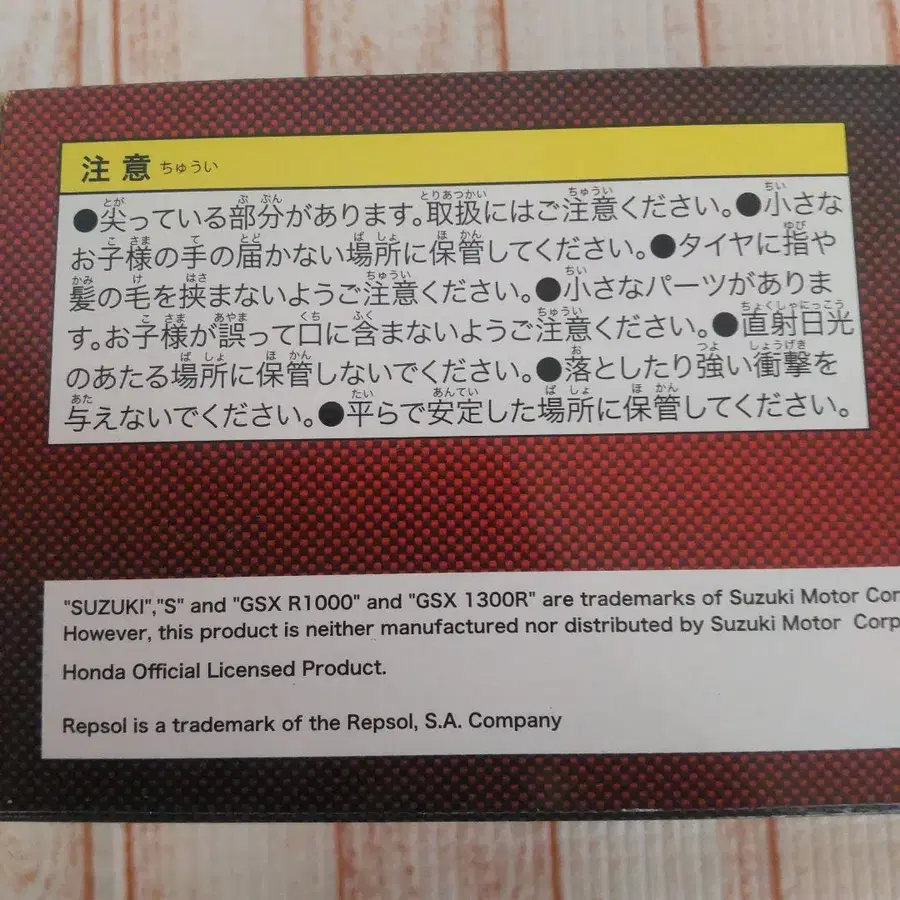 注意 ちゅうい
●尖っている部分があります。取扱にはご注意ください。●小さな
お子様の手の届かない場所に保管してください。●タイヤに指や
髪の毛を挟まないようご注意ください。●小さなパーツがありま
す。お子様が誤って口に含まないようご注意ください。●直射日光
のあたる場所に保管しないでください。●落としたり強い衝撃を
与えないでください。●平らで安定した場所に保管してください。
"SUZUKI","S" and "GSX R1000" and "GSX 1300R" are trademarks of Suzuki Motor Cor
However, this product is neither manufactured nor distributed by Suzuki Motor Corp
Honda Official Licensed Product.
Repsol is a trademark of the Repsol, S.A. Company